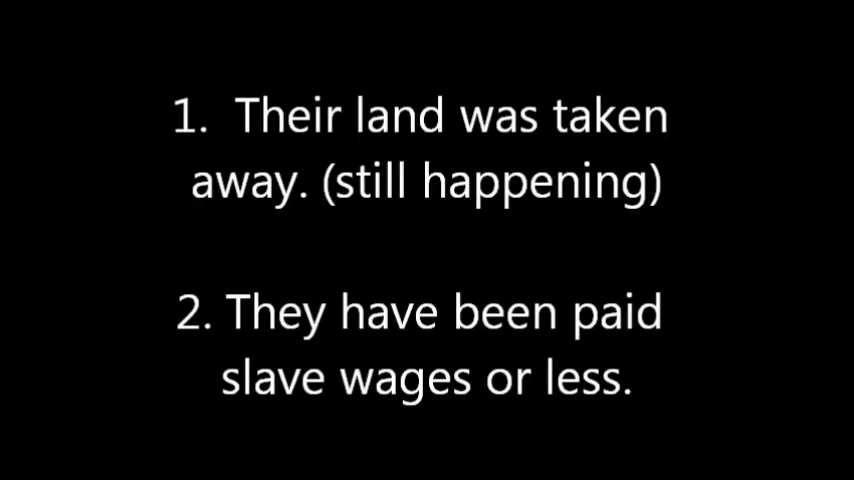 1.  Their land was taken
away. (still happening)
2. They have been paid
slave wages or less.